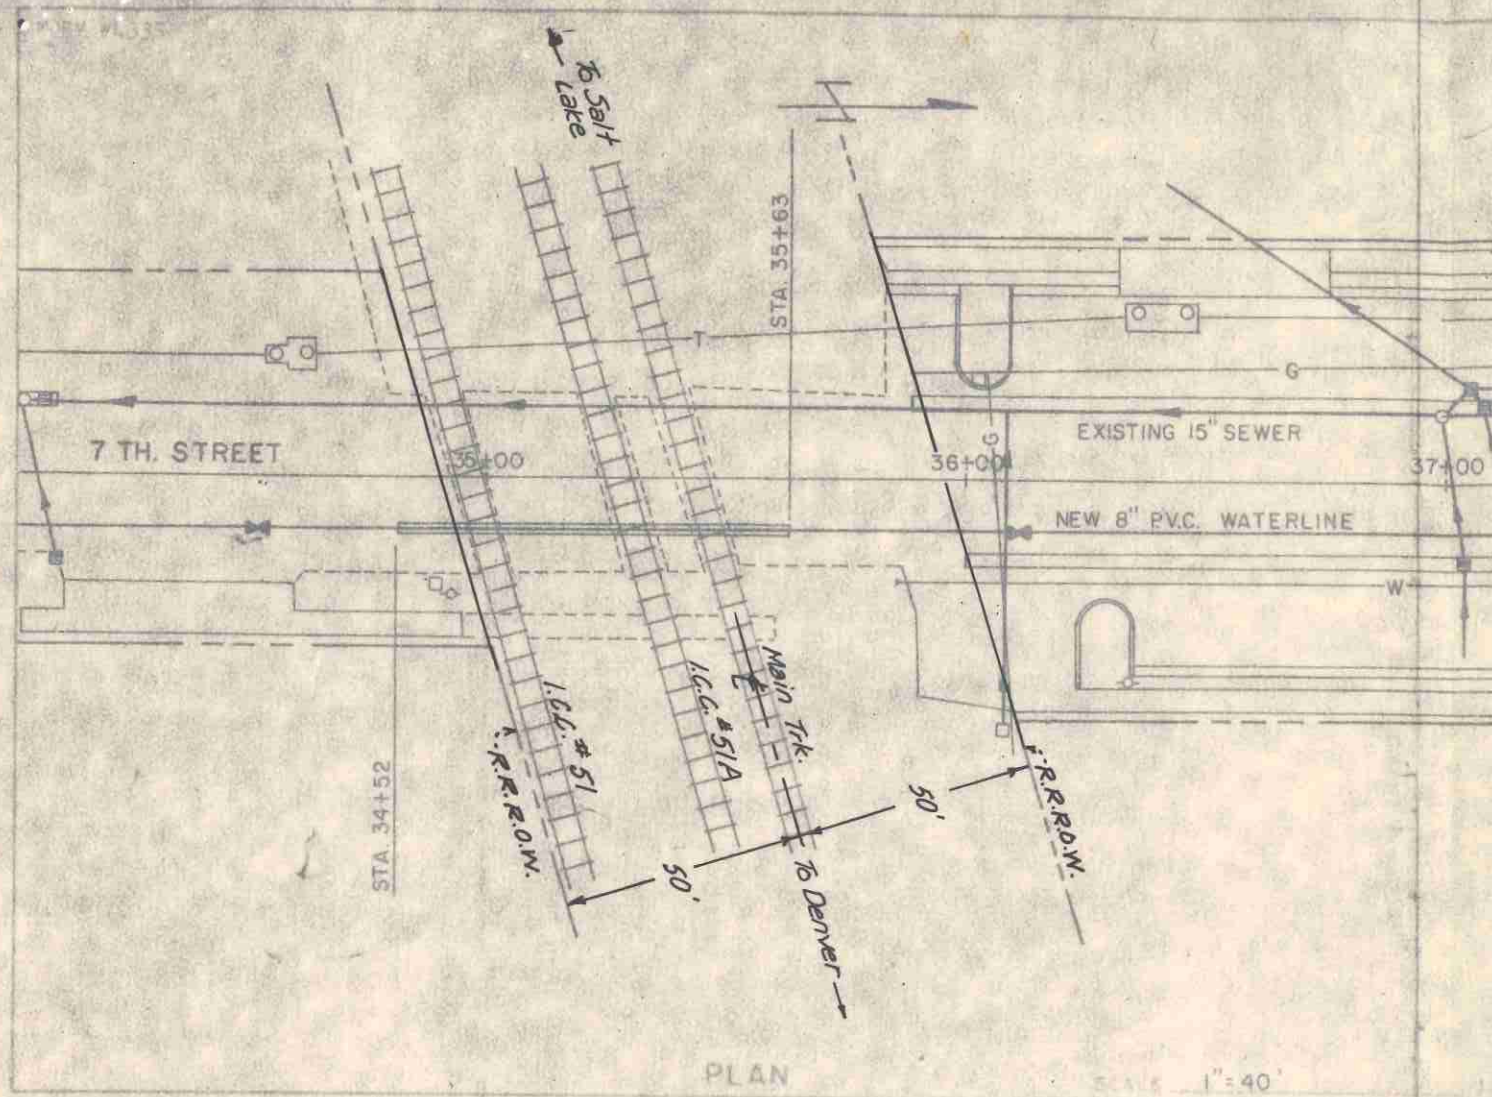 To Salt
Lake
N
STA. 35+63
T
G
7 TH. STREET
EXISTING 15" SEWER
35+00
G
36+00
37+00
NEW 8" P.V.C. WATERLINE
W
Main Trk.
I.C.C. #51A
I.C.C. #51
R.R.R.O.W.
R.R.R.O.W.
STA. 34+52
50'
50'
To Denver
PLAN
SCALE 1"=40'